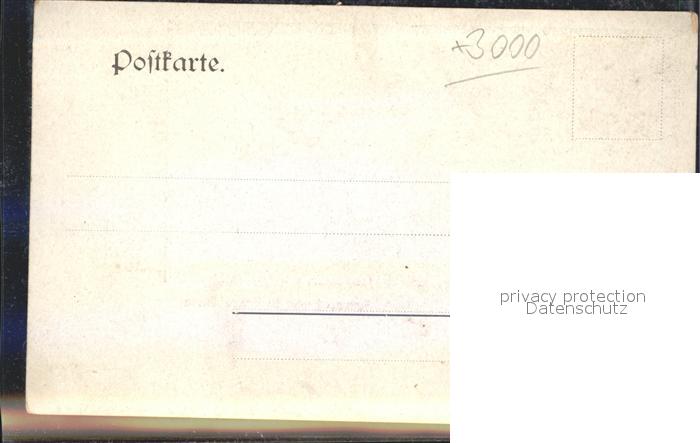 Postkarte.
+3000
privacy protection
Datenschutz